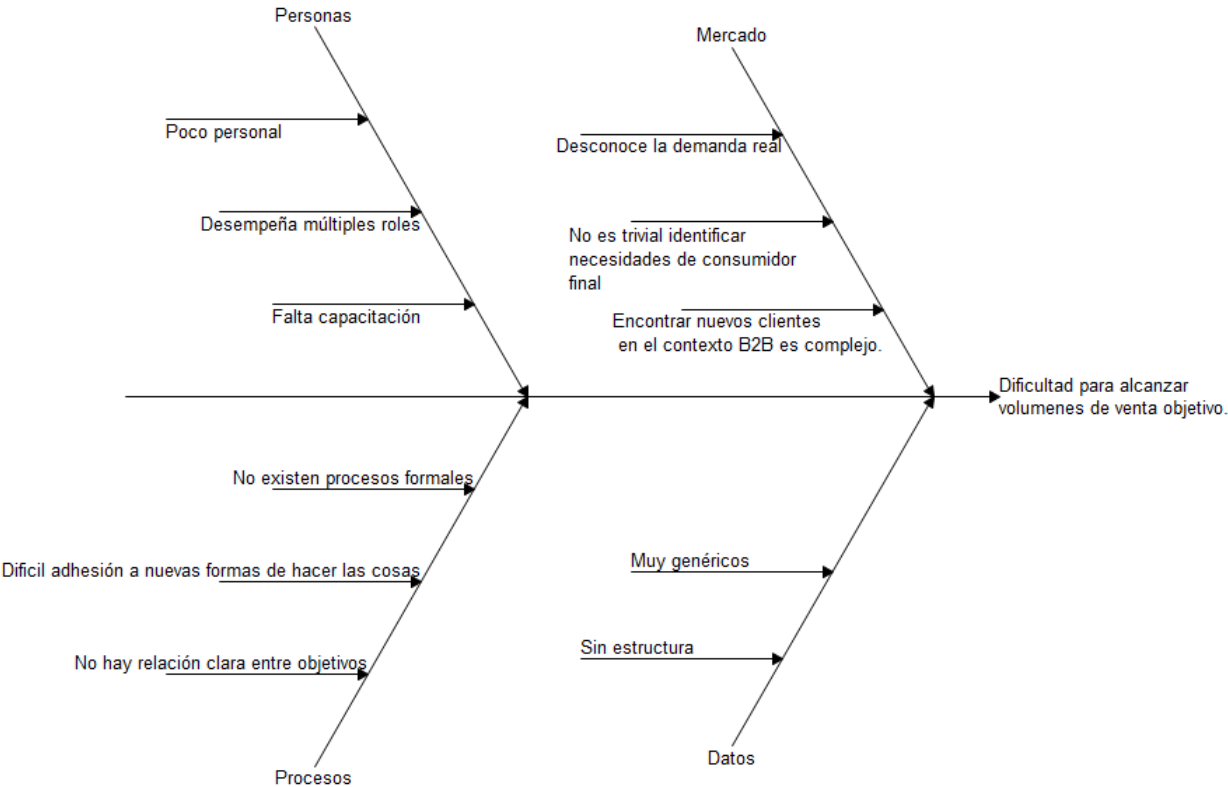 Personas
Poco personal
Desempeña múltiples roles
Falta capacitación
Mercado
Desconoce la demanda real
No es trivial identificar
necesidades de consumidor
final
Encontrar nuevos clientes
en el contexto B2B es complejo.
Dificultad para alcanzar
volumenes de venta objetivo.
No existen procesos formales
Dificil adhesión a nuevas formas de hacer las cosas
No hay relación clara entre objetivos
Procesos
Muy genéricos
Sin estructura
Datos